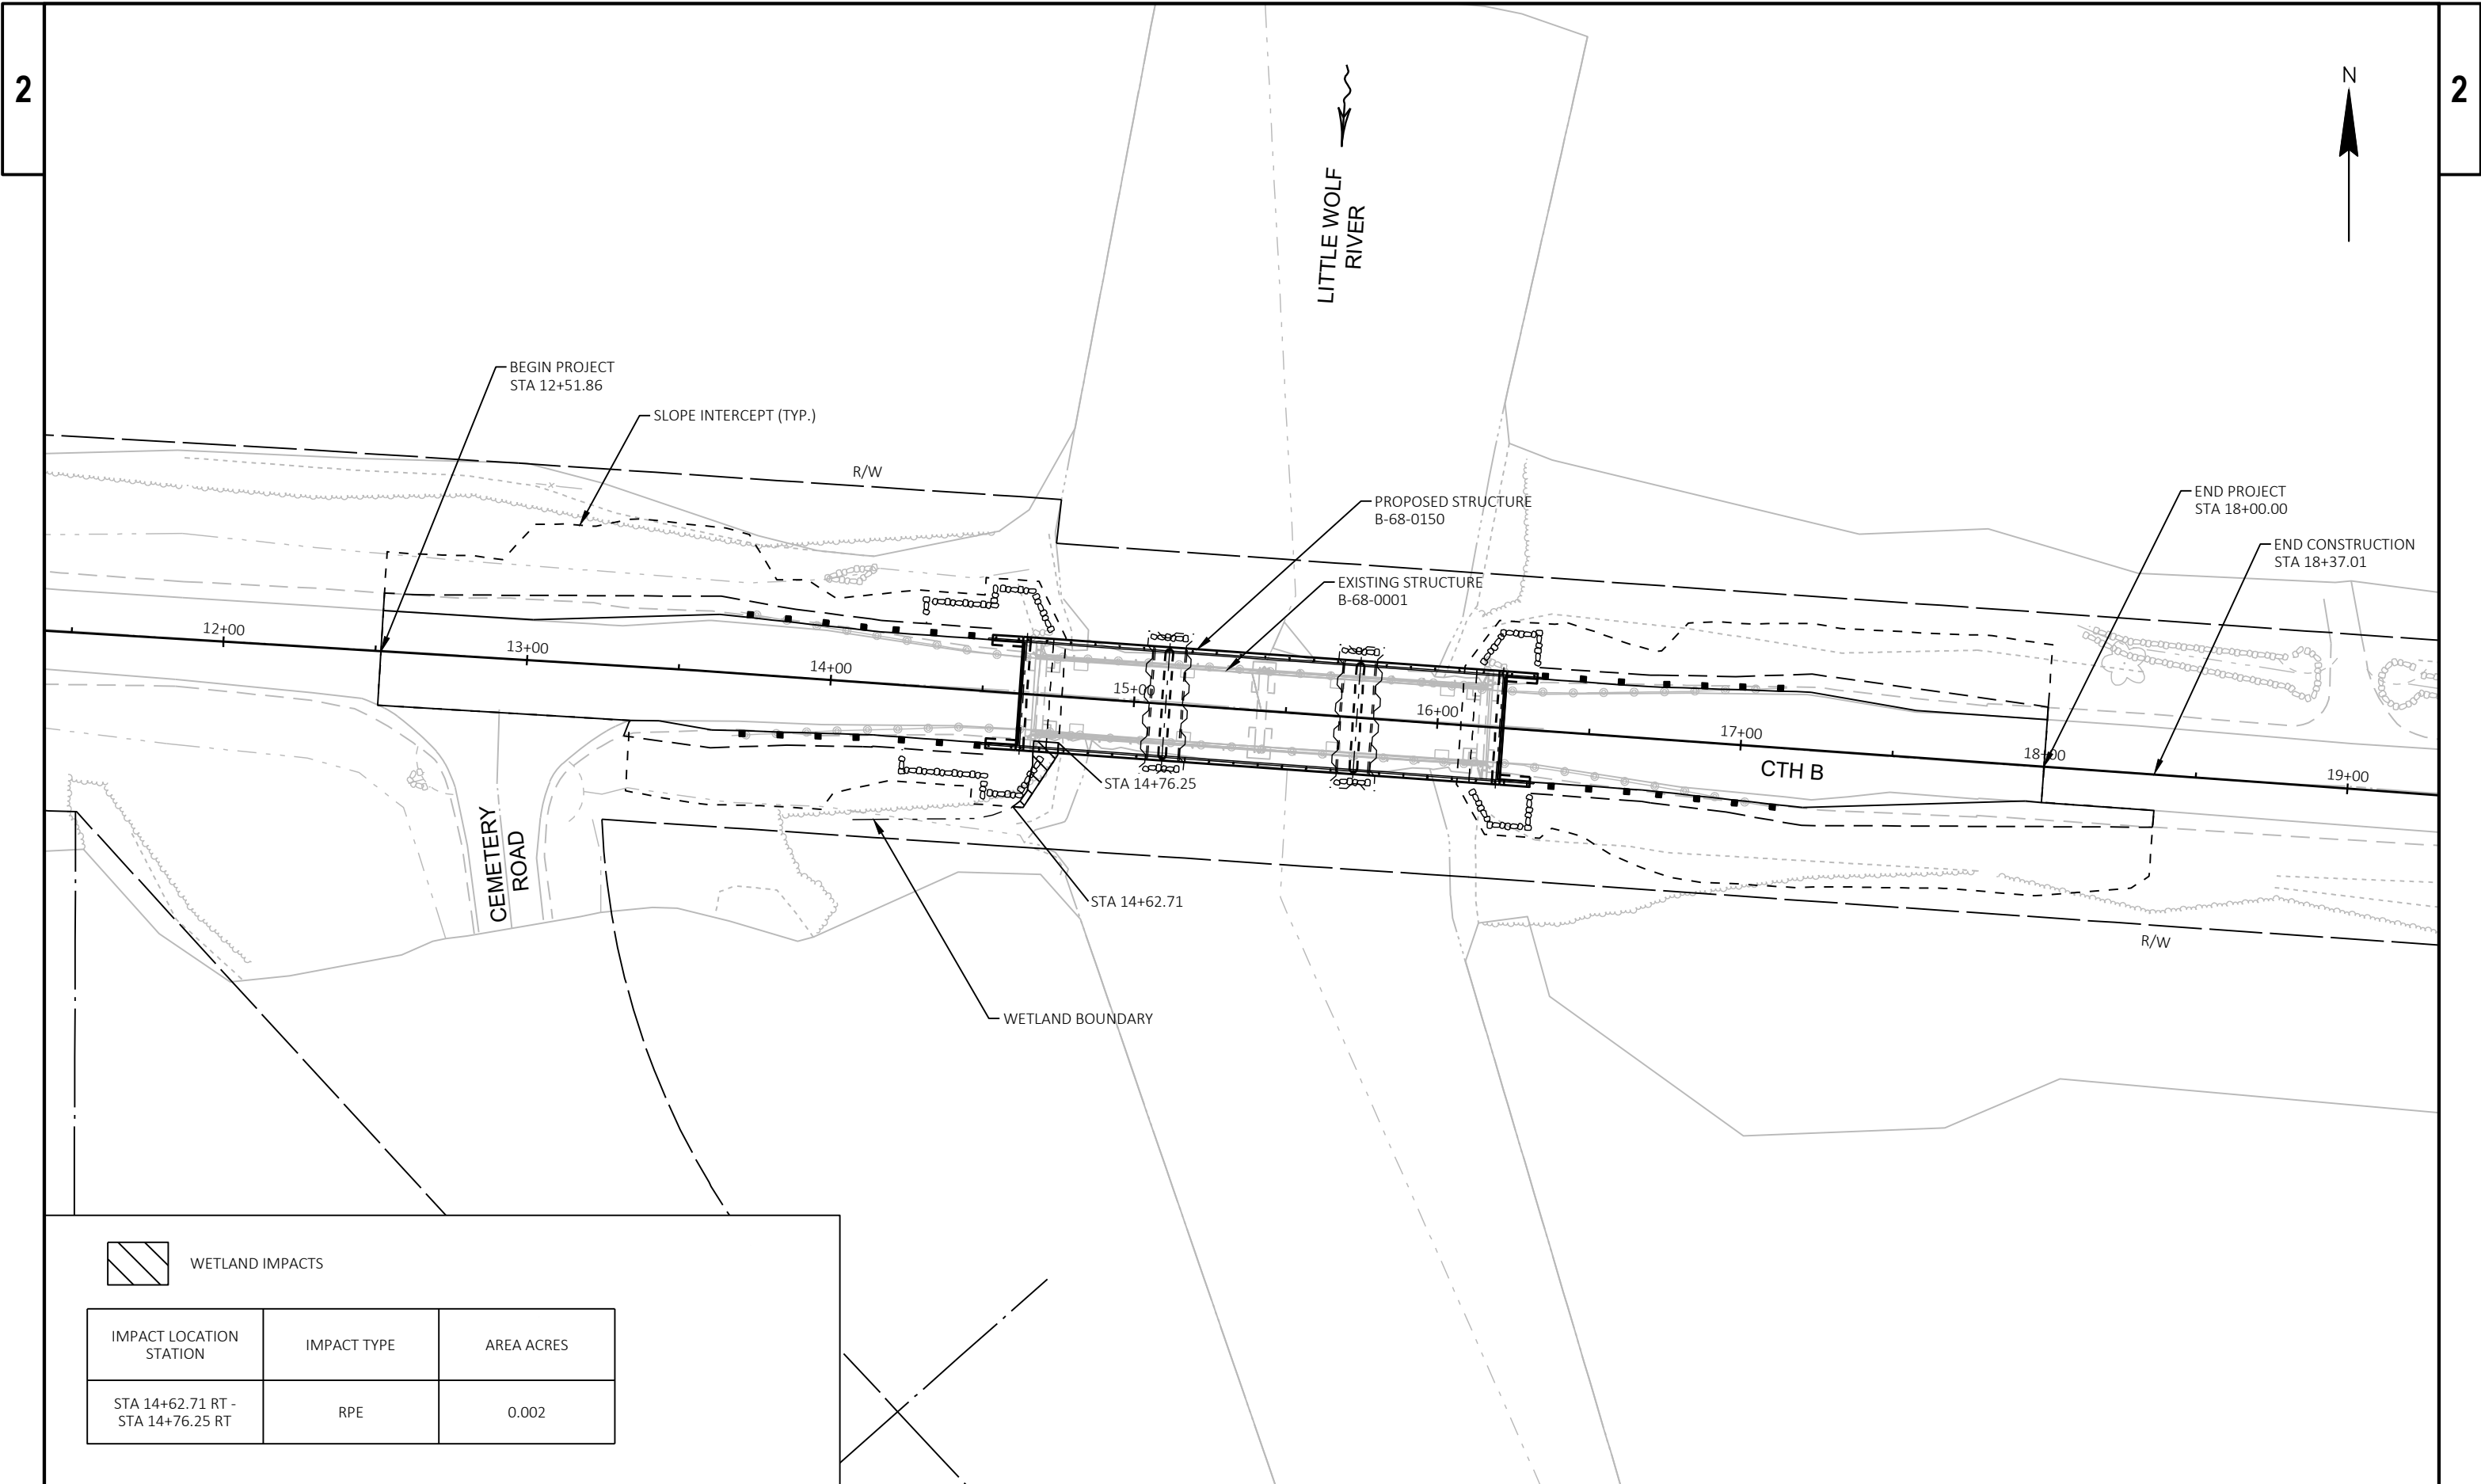 2
2
N
LITTLE WOLF
RIVER
BEGIN PROJECT
STA 12+51.86
SLOPE INTERCEPT (TYP.)
R/W
PROPOSED STRUCTURE
B-68-0150
END PROJECT
STA 18+00.00
END CONSTRUCTION
STA 18+37.01
EXISTING STRUCTURE
B-68-0001
12+00
13+00
14+00
15+00
16+00
17+00
18+00
19+00
CTH B
STA 14+76.25
CEMETERY
ROAD
STA 14+62.71
R/W
WETLAND BOUNDARY
WETLAND IMPACTS
IMPACT LOCATION
STATION
IMPACT TYPE
AREA ACRES
STA 14+62.71 RT -
STA 14+76.25 RT
RPE
0.002